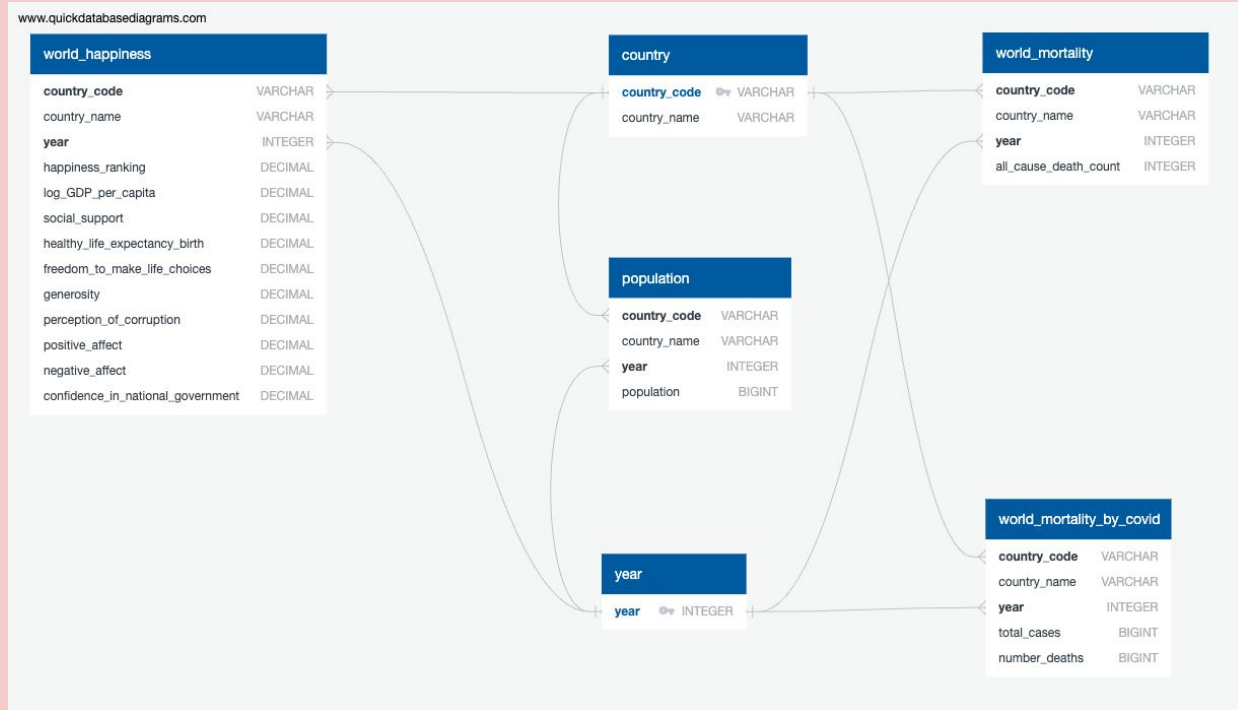 www.quickdatabasediagrams.com
world_happiness
country_code VARCHAR
country_name VARCHAR
year INTEGER
happiness_ranking DECIMAL
log_GDP_per_capita DECIMAL
social_support DECIMAL
healthy_life_expectancy_birth DECIMAL
freedom_to_make_life_choices DECIMAL
generosity DECIMAL
perception_of_corruption DECIMAL
positive_affect DECIMAL
negative_affect DECIMAL
confidence_in_national_government DECIMAL
country
country_code VARCHAR
country_name VARCHAR
population
country_code VARCHAR
country_name VARCHAR
year INTEGER
population BIGINT
year
year INTEGER
world_mortality
country_code VARCHAR
country_name VARCHAR
year INTEGER
all_cause_death_count INTEGER
world_mortality_by_covid
country_code VARCHAR
country_name VARCHAR
year INTEGER
total_cases BIGINT
number_deaths BIGINT